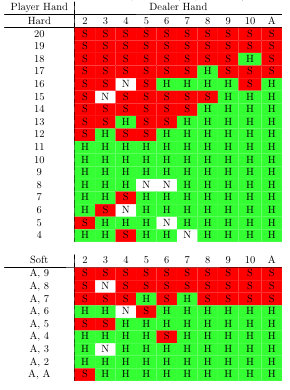 Player Hand Dealer Hand
Hard 2 3 4 5 6 7 8 9 10 A
20 S S S S S S S S S S
19 S S S S S S S S S S
18 S S S S S S S S H S
17 S S S S S S H S S S
16 S S N S H H H H S H
15 S N S S S S S H H H
14 S S S S S S H H H H
13 S S H S S H H H H H
12 S H S S H H H H H H
11 H H H H H H H H H H
10 H H H H H H H H H H
9 H H H H H H H H H H
8 H H H N N H H H H H
7 H H S H H H H H H H
6 H S N H H H H H H H
5 S H H H N H H H H H
4 H H S H H N H H H H
Soft 2 3 4 5 6 7 8 9 10 A
A, 9 S S S S S S S S S S
A, 8 S N S S S S S S S S
A, 7 S S S H S H S S S S
A, 6 H H N S H H H H H H
A, 5 S S H H H H H H H H
A, 4 H H H H S H H H H H
A, 3 H N H H H H H H H H
A, 2 H H H H H H H H H H
A, A S H H H H H H H H H